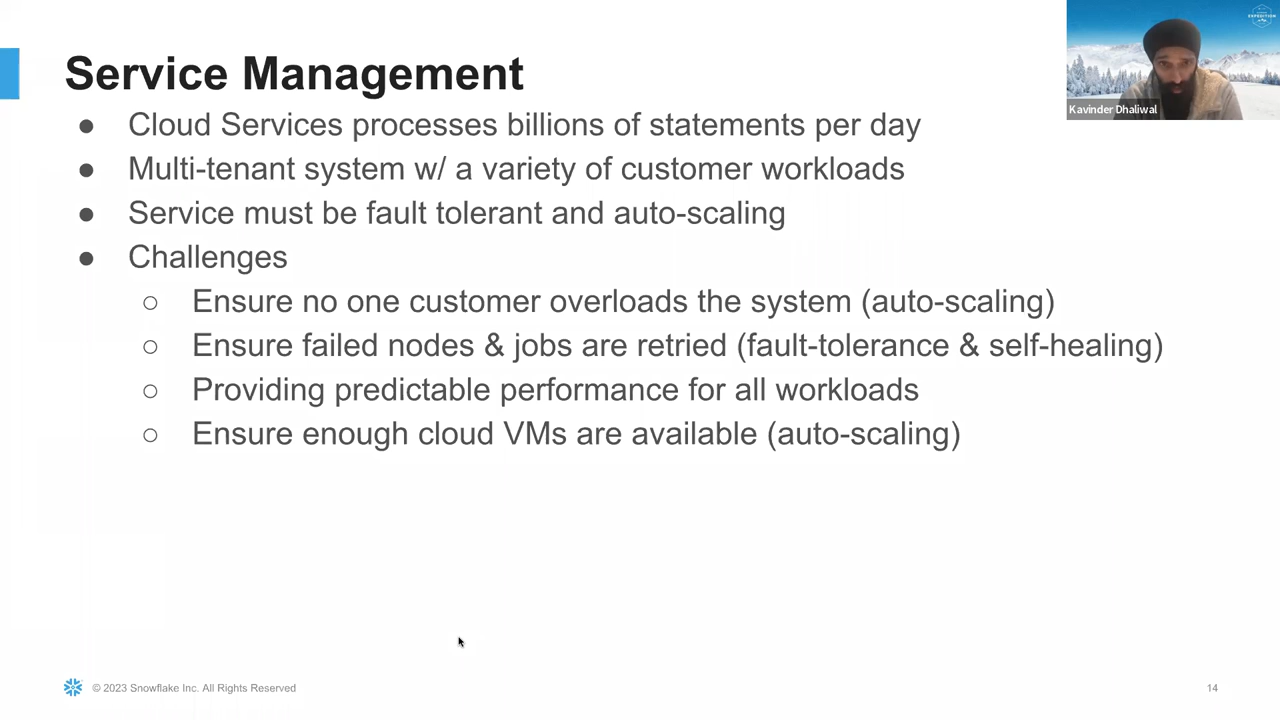 Service Management
● Cloud Services processes billions of statements per day
● Multi-tenant system w/ a variety of customer workloads
● Service must be fault tolerant and auto-scaling
● Challenges
○ Ensure no one customer overloads the system (auto-scaling)
○ Ensure failed nodes & jobs are retried (fault-tolerance & self-healing)
○ Providing predictable performance for all workloads
○ Ensure enough cloud VMs are available (auto-scaling)
EXPEDITION
Kavinder Dhaliwal
© 2023 Snowflake Inc. All Rights Reserved
14